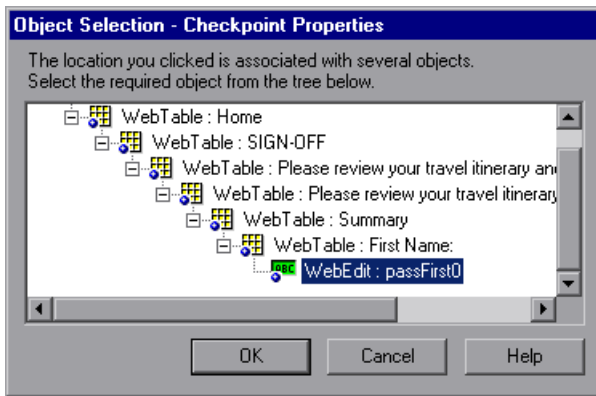 Object Selection - Checkpoint Properties
The location you clicked is associated with several objects.
Select the required object from the tree below.
WebTable : Home
WebTable : SIGN-OFF
WebTable : Please review your travel itinerary and
WebTable : Please review your travel itinerary
WebTable : Summary
WebTable : First Name:
ABC WebEdit : passFirst0
OK Cancel Help